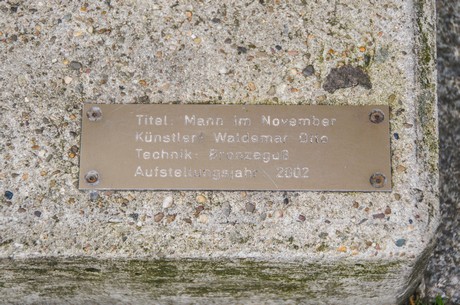 Titel: Mann im November
Künstler: Waldemar Otto
Technik: Bronzeguß
Aufstellungsjahr: 2002